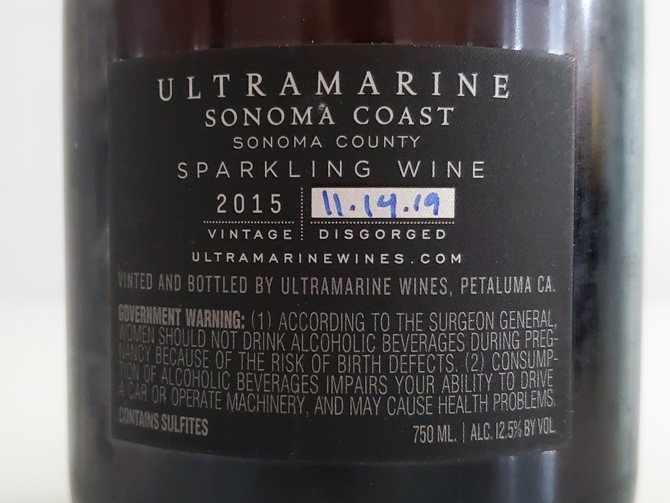 ULTRAMARINE
SONOMA COAST
SONOMA COUNTY
SPARKLING WINE
2015 11.14.19
VINTAGE DISGORGED
ULTRAMARINEWINES.COM
VINTED AND BOTTLED BY ULTRAMARINE WINES, PETALUMA CA.
GOVERNMENT WARNING: (1) ACCORDING TO THE SURGEON GENERAL,
WOMEN SHOULD NOT DRINK ALCOHOLIC BEVERAGES DURING PREG-
NANCY BECAUSE OF THE RISK OF BIRTH DEFECTS. (2) CONSUMP-
TION OF ALCOHOLIC BEVERAGES IMPAIRS YOUR ABILITY TO DRIVE
A CAR OR OPERATE MACHINERY, AND MAY CAUSE HEALTH PROBLEMS.
CONTAINS SULFITES 750 ML. | ALC. 12.5% BY VOL.